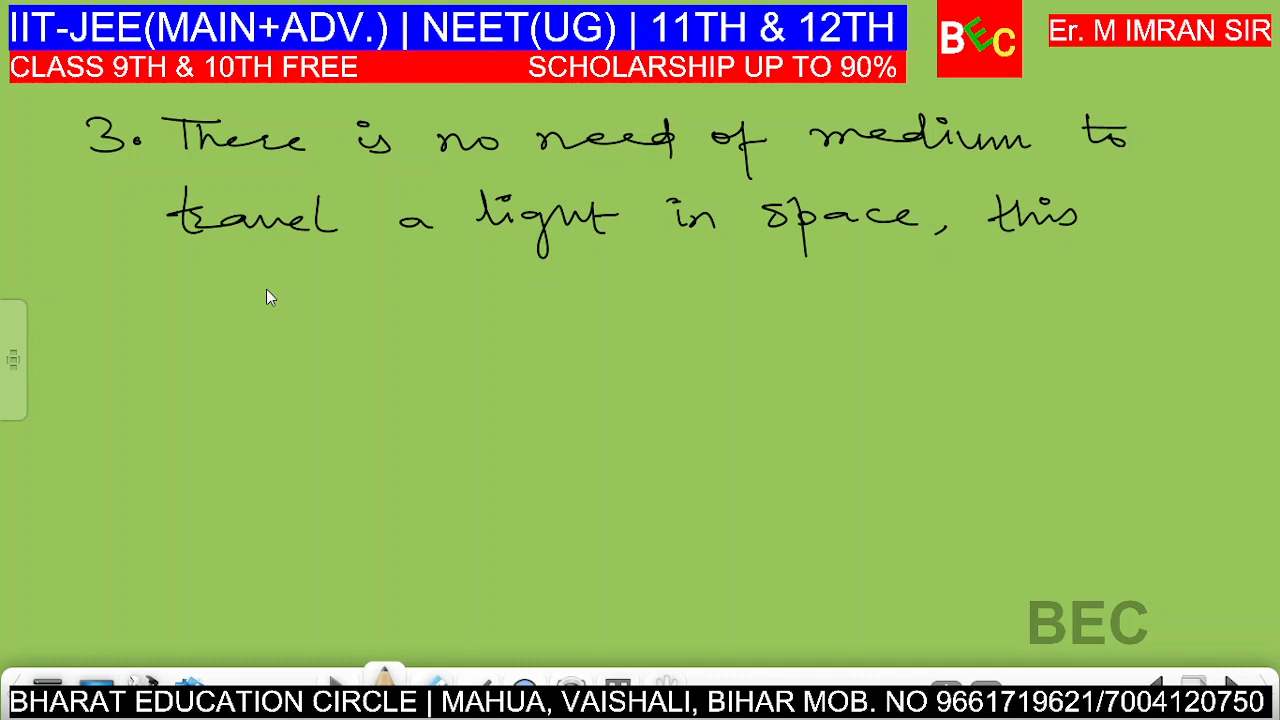 IIT-JEE(MAIN+ADV.) | NEET(UG) | 11TH & 12TH
CLASS 9TH & 10TH FREE SCHOLARSHIP UP TO 90%
BEC
Er. M IMRAN SIR
3. There is no need of medium to
travel a light in space, this
BEC
BHARAT EDUCATION CIRCLE | MAHUA, VAISHALI, BIHAR MOB. NO 9661719621/7004120750